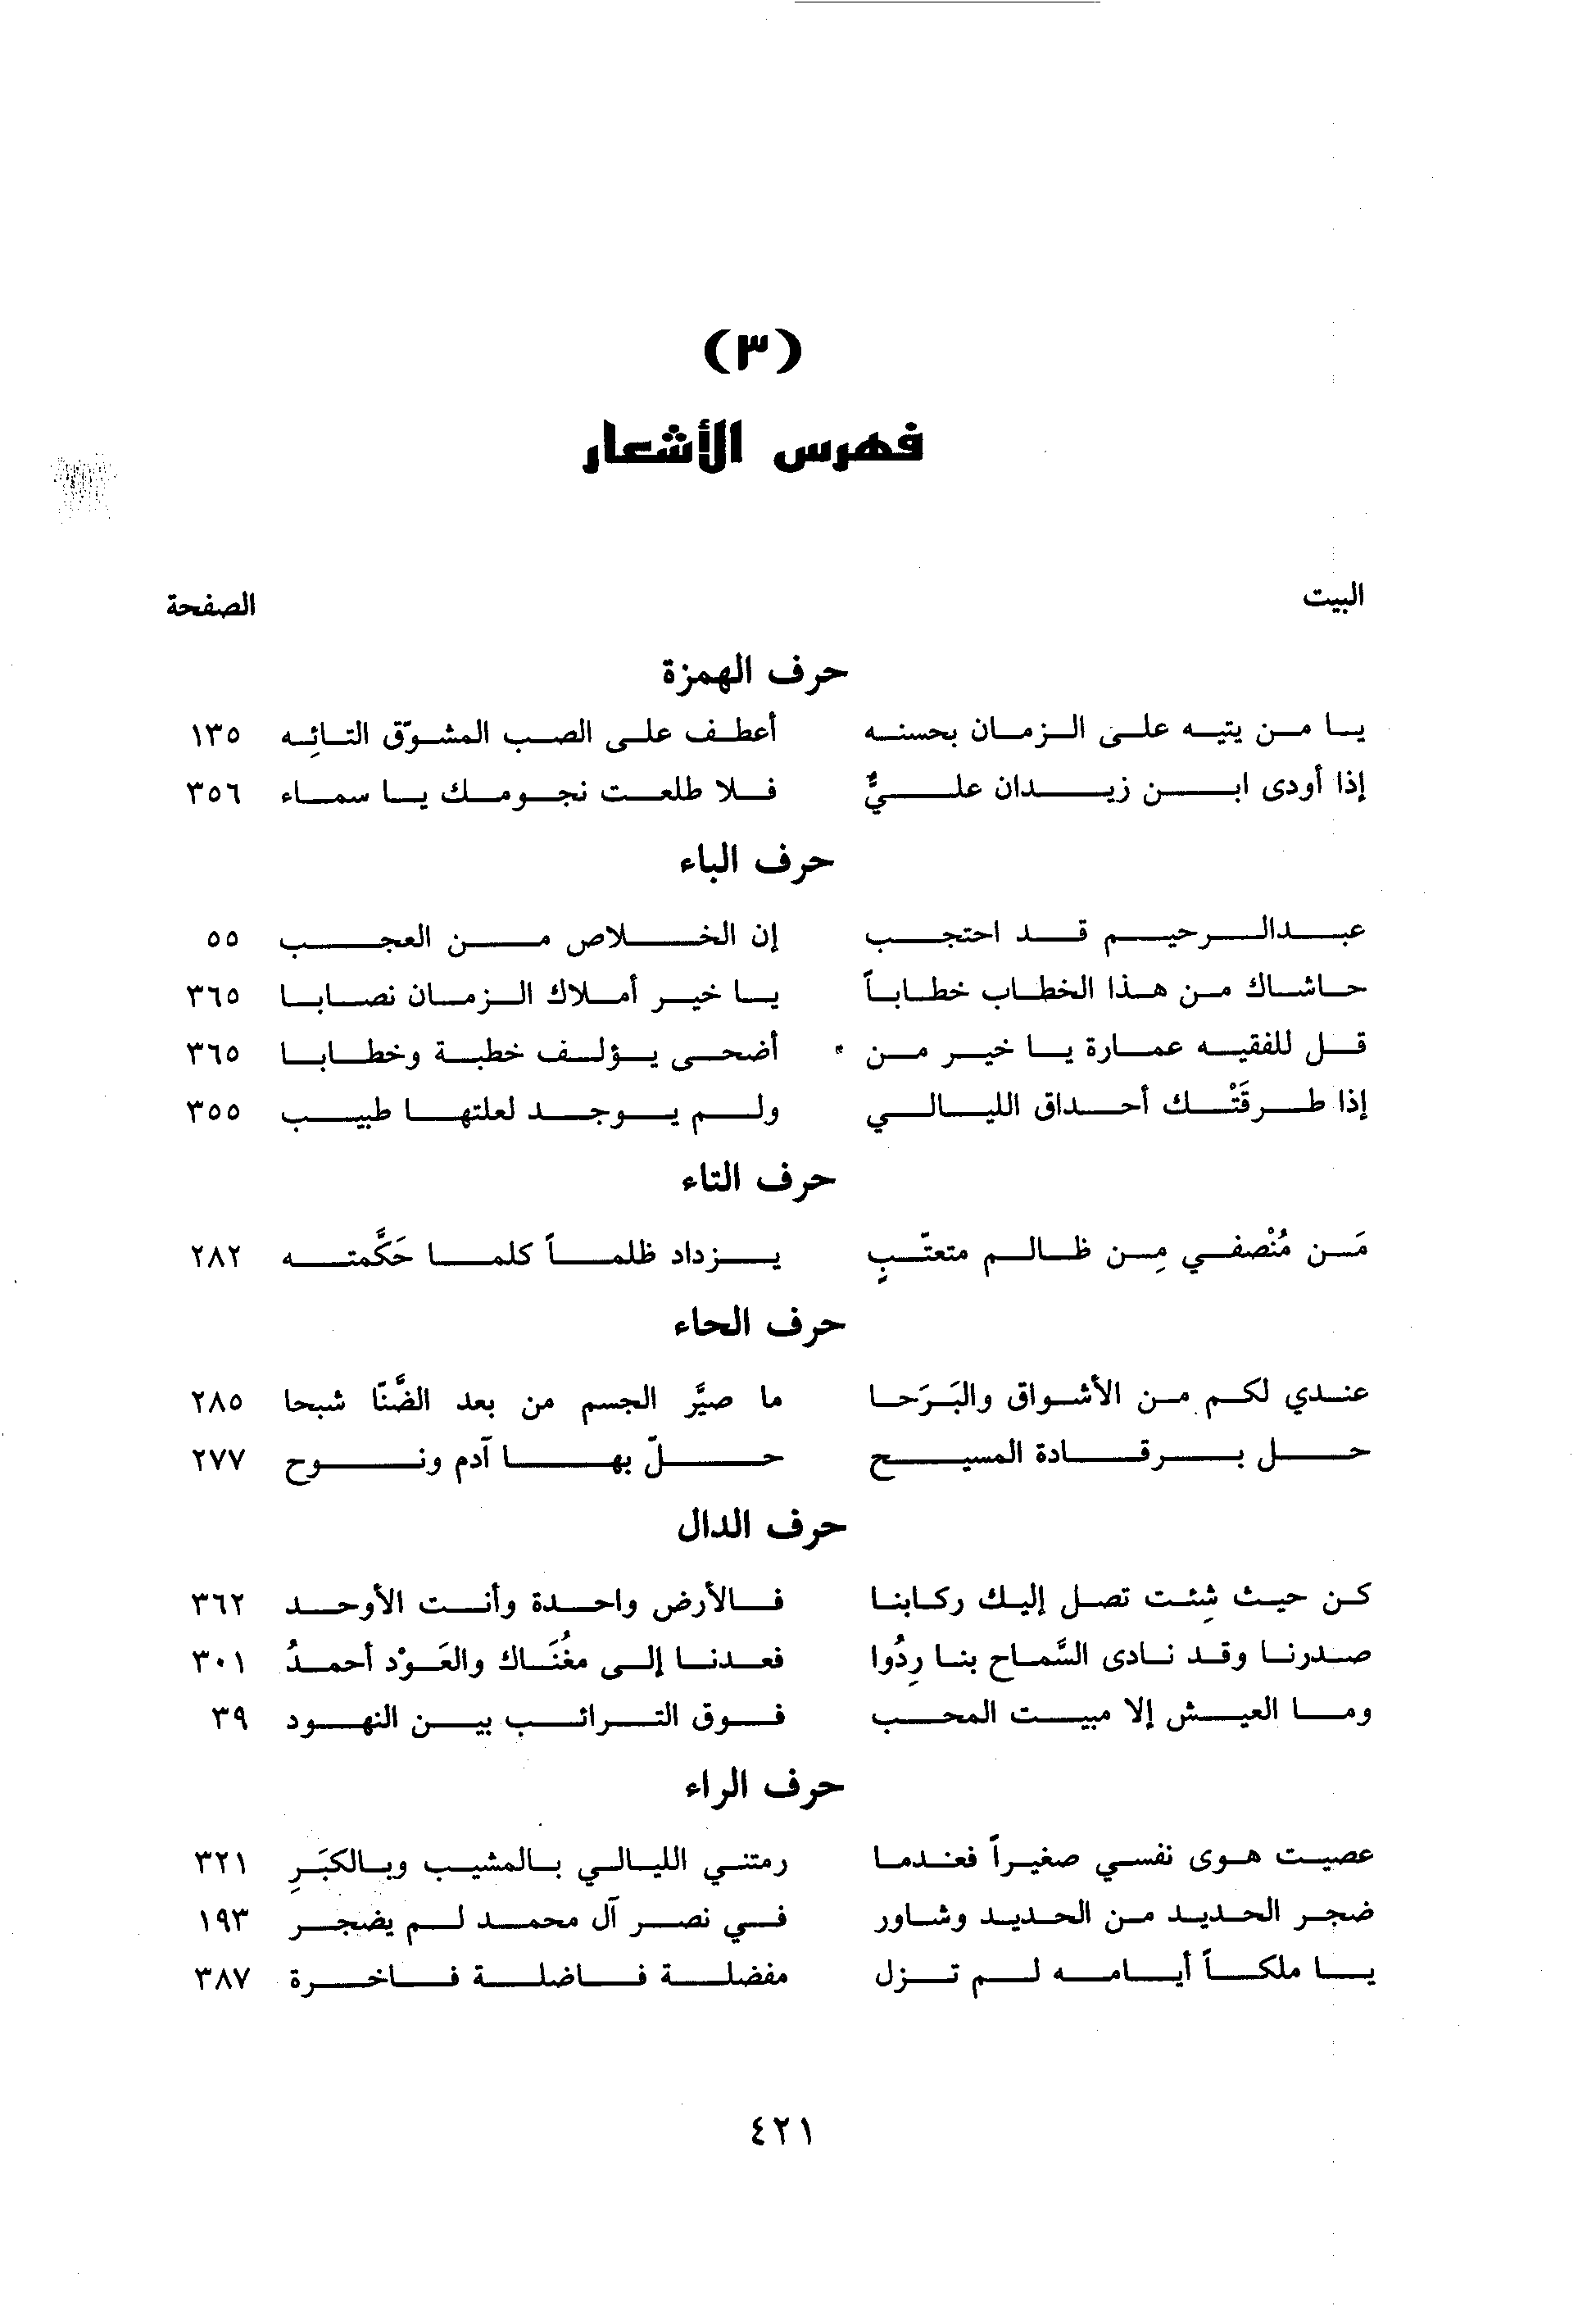 (٣)
فهرس الأشعار
البيت الصفحة
حرف الهمزة
يا من يتيه على الزمان بحسنه أعطف على الصب المشوّق التائِه ١٣٥
إذا أودى ابن زيدان عليٌّ فلا طلعت نجومك يا سماء ٣٥٦
حرف الباء
عبدالرحيم قد احتجب إن الخلاص من العجب ٥٥
حاشاك من هذا الخطاب خطاباً يا خير أملاك الزمان نصابا ٣٦٥
قل للفقيه عمارة يا خير من أضحى يؤلف خطبة وخطابا ٣٦٥
إذا طرقَتْك أحداق الليالي ولم يوجد لعلتها طبيب ٣٥٥
حرف التاء
مَن مُنْصفي مِن ظالم متعتّبٍ يزداد ظلماً كلما حَكَّمته ٢٨٢
حرف الحاء
عندي لكم من الأشواق والبَرَحا ما صيَّر الجسم من بعد الضَّنّا شبحا ٢٨٥
حل برقادة المسيح حلّ بها آدم ونوح ٢٧٧
حرف الدال
كن حيث شِئت تصل إليك ركابنا فالأرض واحدة وأنت الأوحد ٣٦٢
صدرنا وقد نادى السَّماح بنا رِدُوا فعدنا إلى مغُنَاك والعَوْد أحمدُ ٣٠١
وما العيش إلا مبيت المحب فوق الترائب بين النهود ٣٩
حرف الراء
عصيت هوى نفسي صغيراً فعندما رمتني الليالي بالمشيب وبالكبَرِ ٣٢١
ضجر الحديد من الحديد وشاور في نصر آل محمد لم يضجر ١٩٣
يا ملكاً أيامه لم تزل مفضلة فاضلة فاخرة ٣٨٧
٤٢١